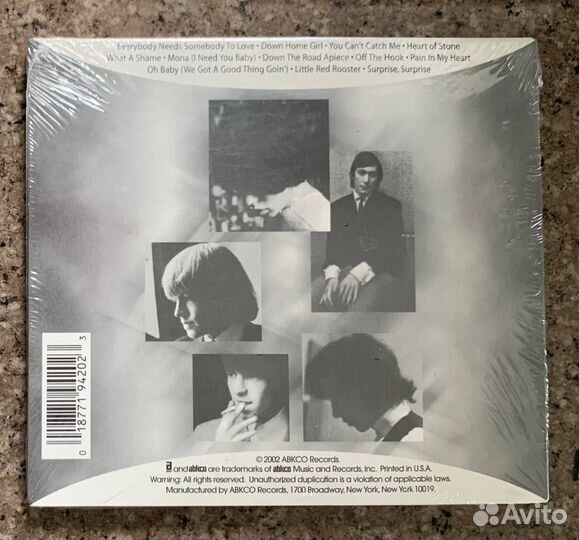 Everybody Needs Somebody To Love • Down Home Girl • You Can't Catch Me • Heart of Stone
What A Shame • Mona (I Need You Baby) • Down The Road Apiece • Off The Hook • Pain In My Heart
Oh Baby (We Got A Good Thing Goin') • Little Red Rooster • Surprise, Surprise
0 18771 94202 3
© 2002 ABKCO Records.
and abkco are trademarks of abkco Music and Records, Inc. Printed in U.S.A.
Warning: All rights reserved. Unauthorized duplication is a violation of applicable laws.
Manufactured by ABKCO Records, 1700 Broadway, New York, New York 10019.
Avito